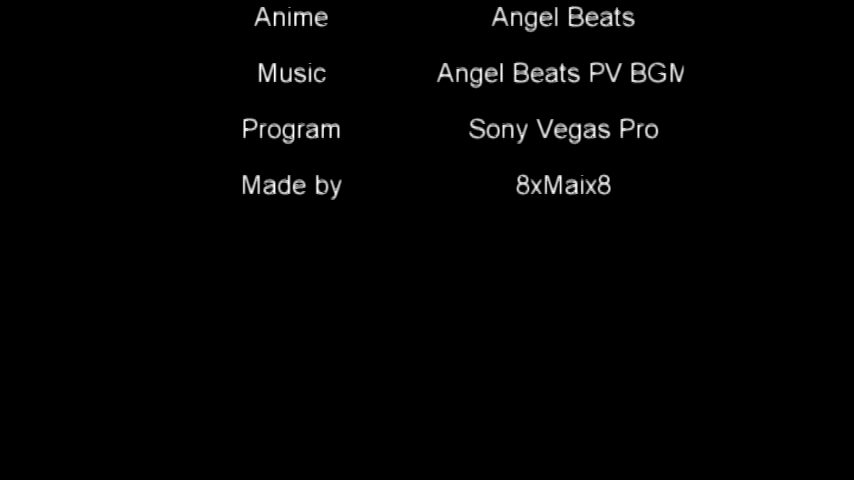 Anime Angel Beats
Music Angel Beats PV BGM
Program Sony Vegas Pro
Made by 8xMaix8